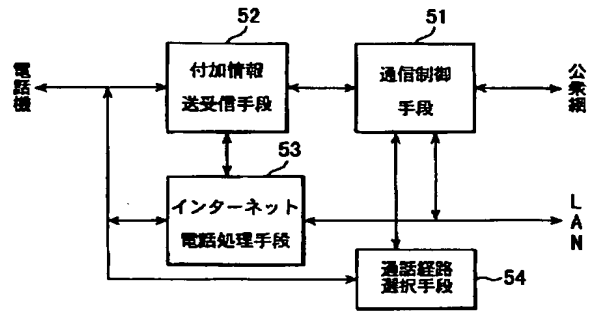 52
51
電話機
付加情報
送受信手段
通信制御
手段
公衆網
53
インターネット
電話処理手段
LAN
通話経路
選択手段
54